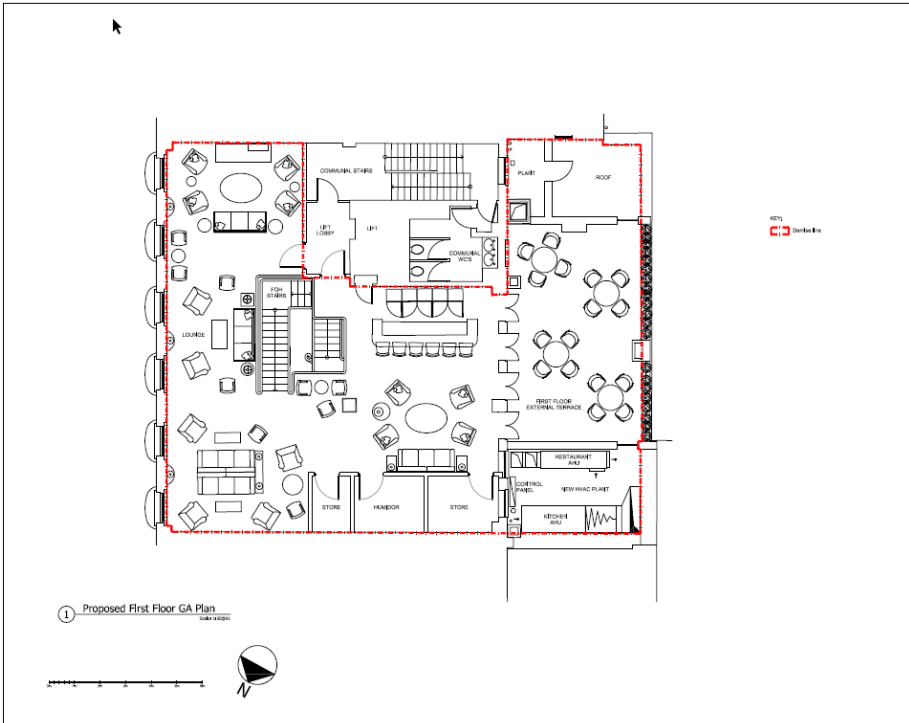 COMMUNAL STAIRS
PLANT
ROOF
KEY:
Demise line
LIFT
LOBBY
LIFT
COMMUNAL
WC'S
FOH
STAIRS
LOUNGE
FIRST FLOOR
EXTERNAL TERRACE
RESTAURANT
AHU
CONTROL
PANEL
NEW HVAC PLANT
STORE
HUMIDOR
STORE
KITCHEN
AHU
1
Proposed First Floor GA Plan
N